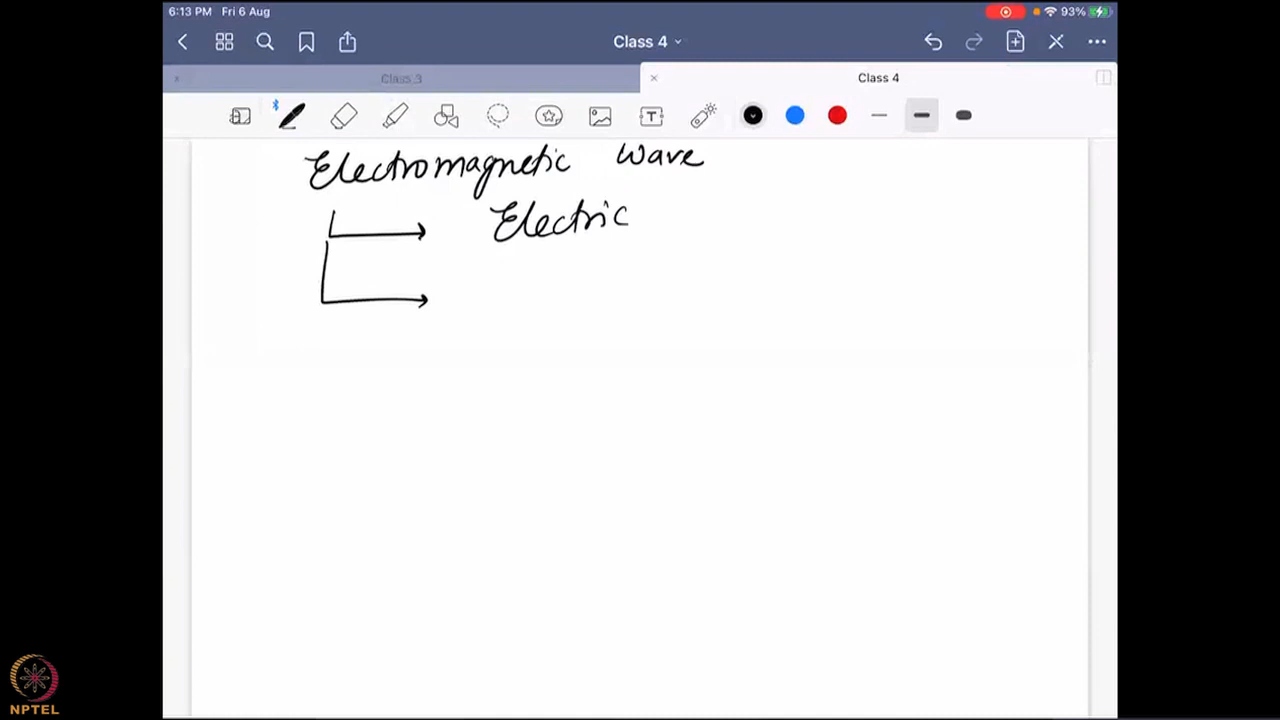 6:13 PM Fri 6 Aug 93%
Class 4
Class 3 Class 4
T
Electromagnetic Wave
Electric
NPTEL